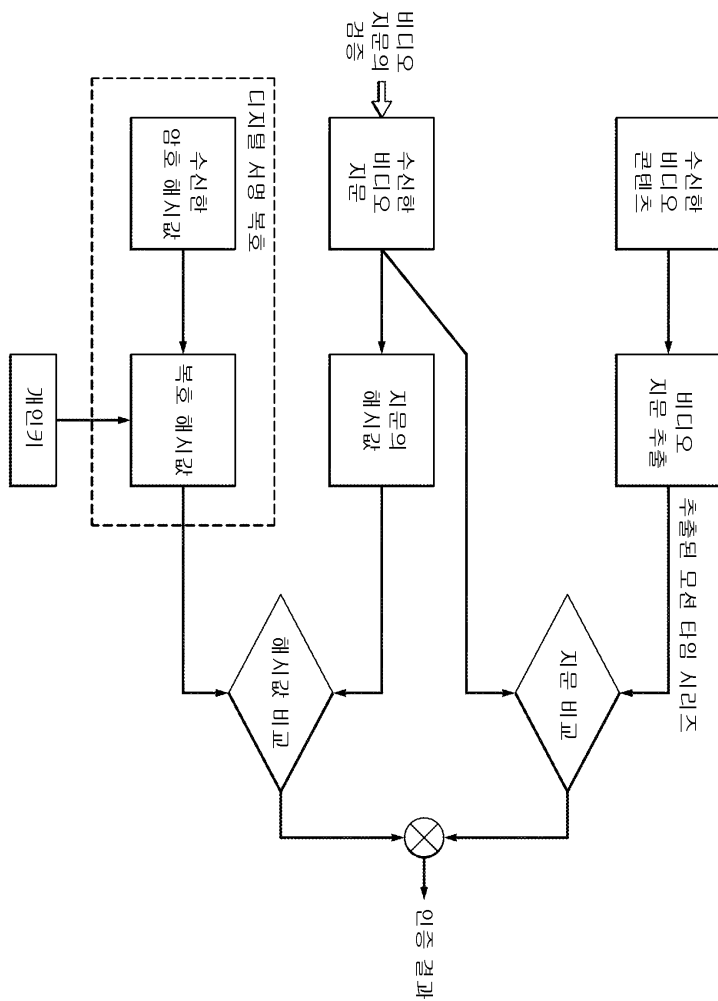 수신한
비디오
콘텐츠
비디오
지문 추출
추출된 모션 타임 시리즈
지문 비교
비디오
지문의
검증
수신한
비디오
지문
지문의
해시값
해시값 비교
인증 결과
디지털 서명 복호
수신한
암호 해시값
복호 해시값
개인키